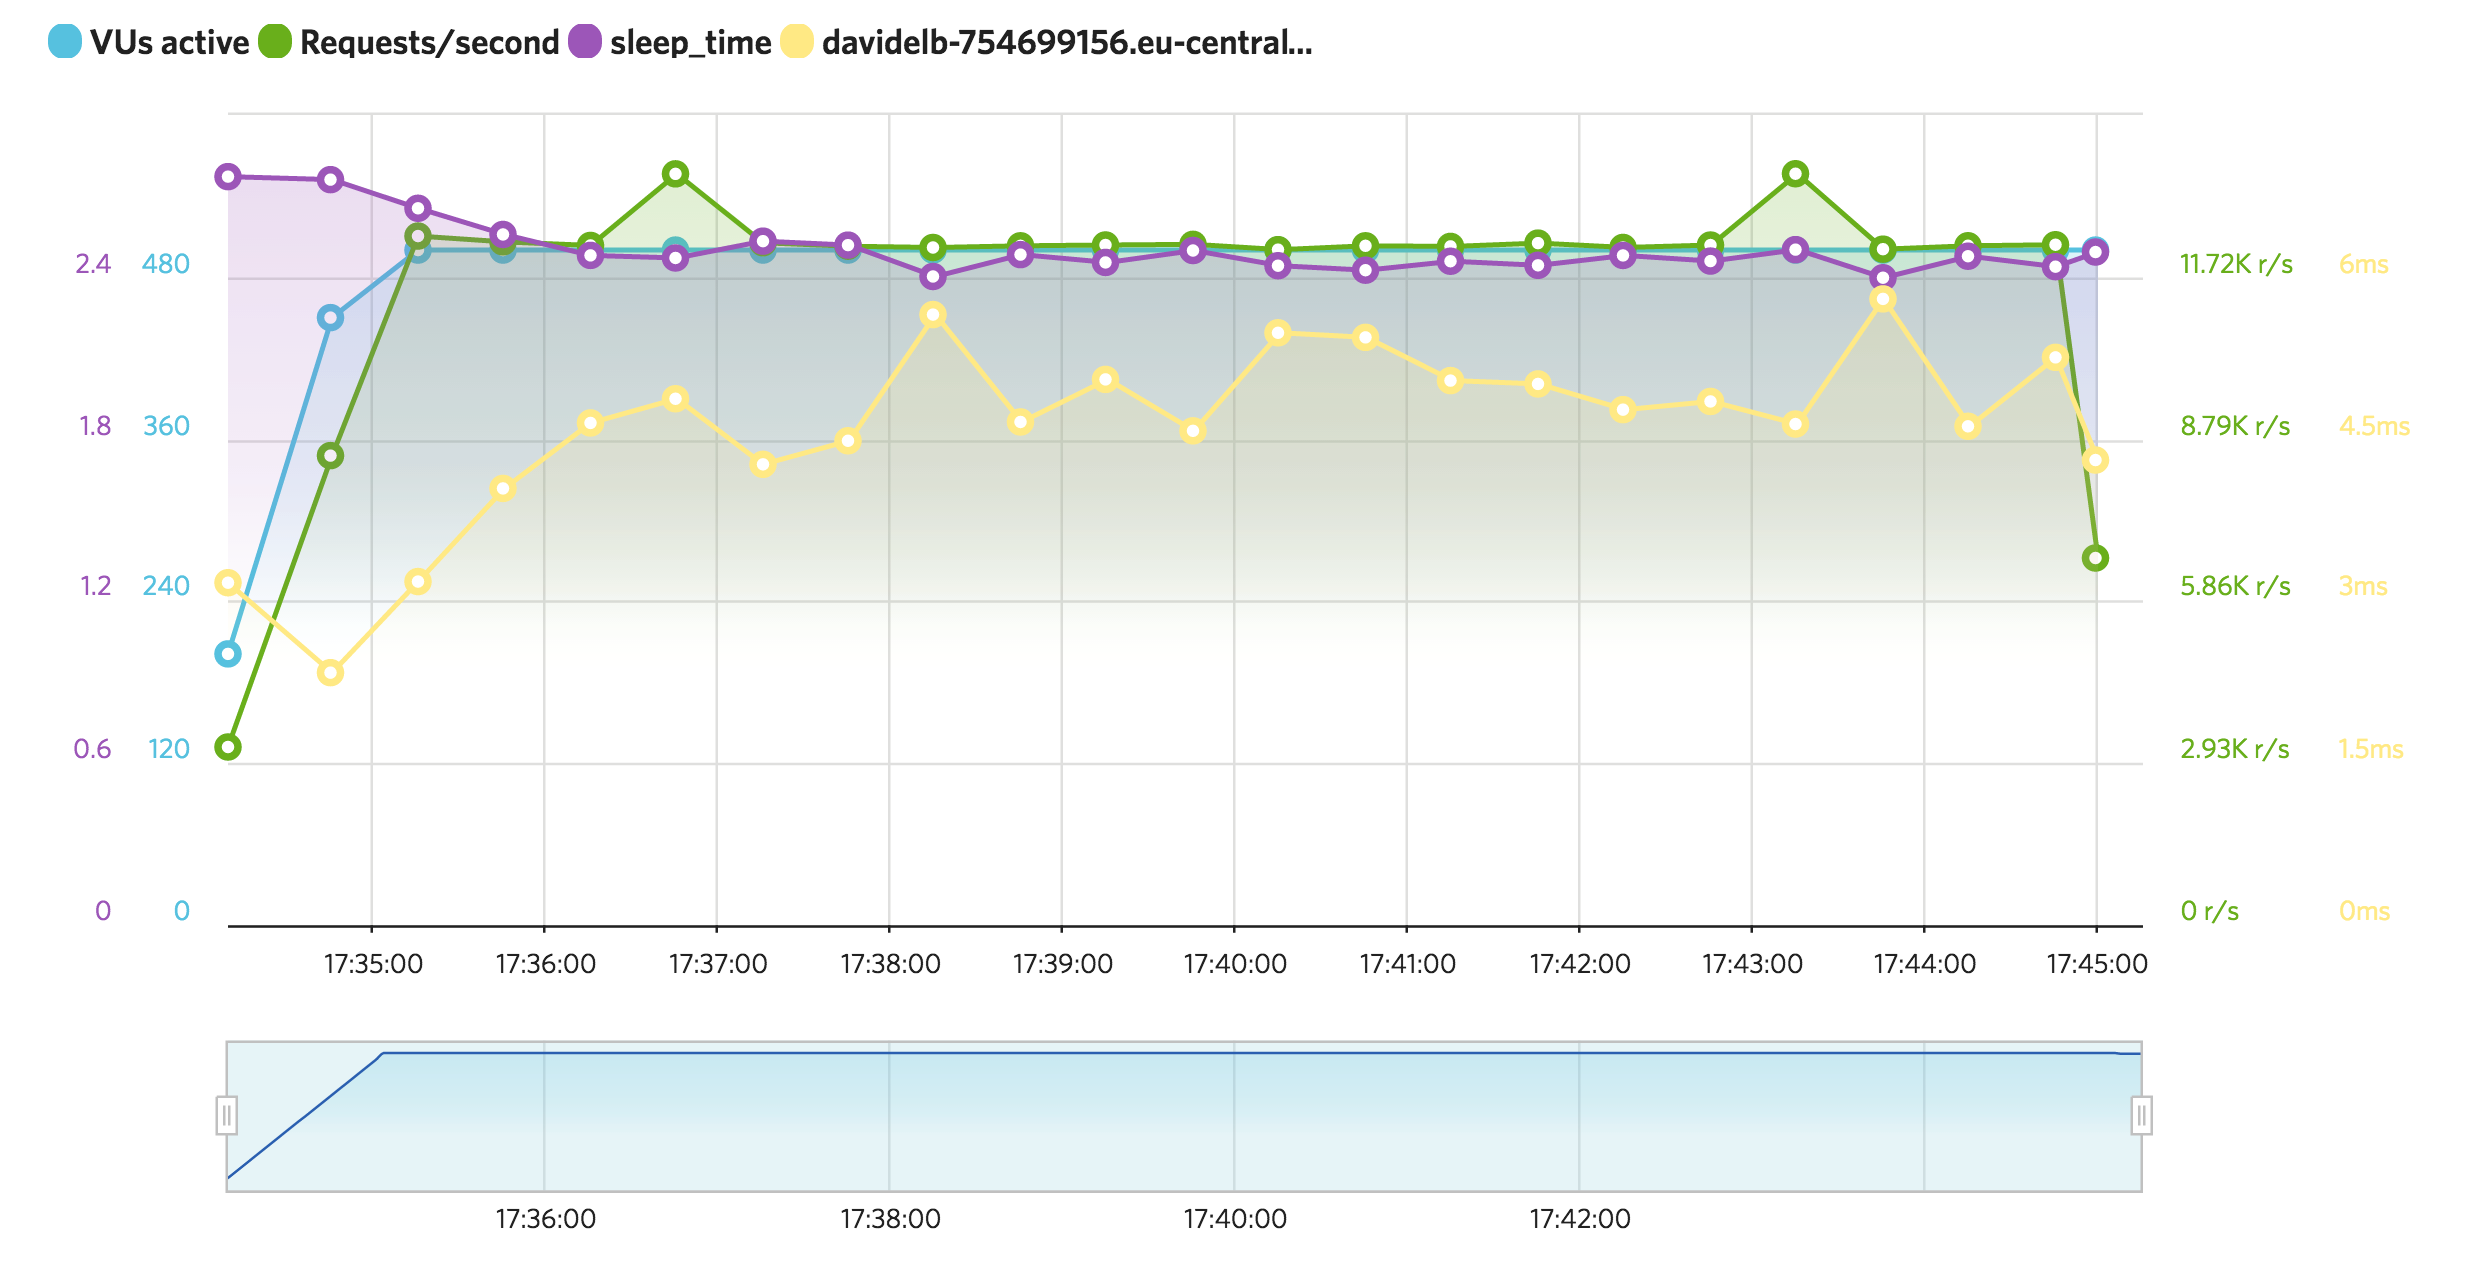 VUs active Requests/second sleep_time davidelb-754699156.eu-central...
2.4 480 11.72K r/s 6ms
1.8 360 8.79K r/s 4.5ms
1.2 240 5.86K r/s 3ms
0.6 120 2.93K r/s 1.5ms
0 0 0 r/s 0ms
17:35:00 17:36:00 17:37:00 17:38:00 17:39:00 17:40:00 17:41:00 17:42:00 17:43:00 17:44:00 17:45:00
17:36:00 17:38:00 17:40:00 17:42:00